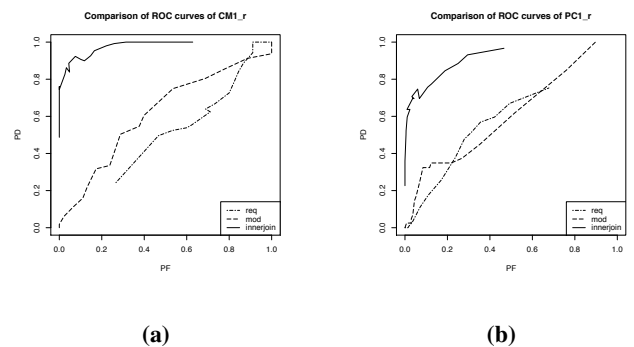 Comparison of ROC curves of CM1_r
PD
1.0
0.8
0.6
0.4
0.2
0.0
0.0 0.2 0.4 0.6 0.8 1.0
PF
req
mod
innerjoin
(a)
Comparison of ROC curves of PC1_r
PD
1.0
0.8
0.6
0.4
0.2
0.0
0.0 0.2 0.4 0.6 0.8 1.0
PF
req
mod
innerjoin
(b)